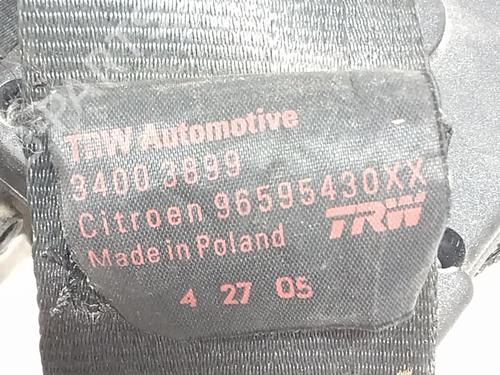 TRW Automotive
3400 3899
Citroen 96595430XX
Made in Poland
TRW
4 27 05